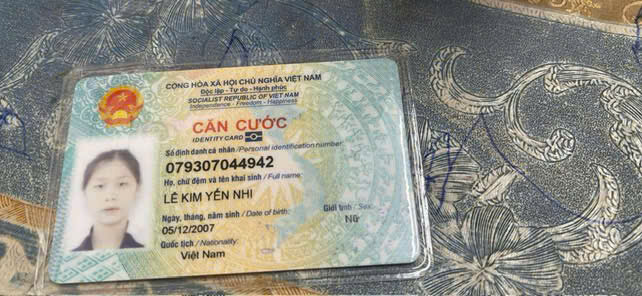 CỘNG HÒA XÃ HỘI CHỦ NGHĨA VIỆT NAM
Độc lập - Tự do - Hạnh phúc
SOCIALIST REPUBLIC OF VIET NAM
Independence - Freedom - Happiness
CĂN CƯỚC
IDENTITY CARD
Số định danh cá nhân / Personal identification number:
079307044942
Họ, chữ đệm và tên khai sinh / Full name:
LÊ KIM YẾN NHI
Ngày, tháng, năm sinh / Date of birth:
05/12/2007
Giới tính / Sex:
Nữ
Quốc tịch / Nationality:
Việt Nam